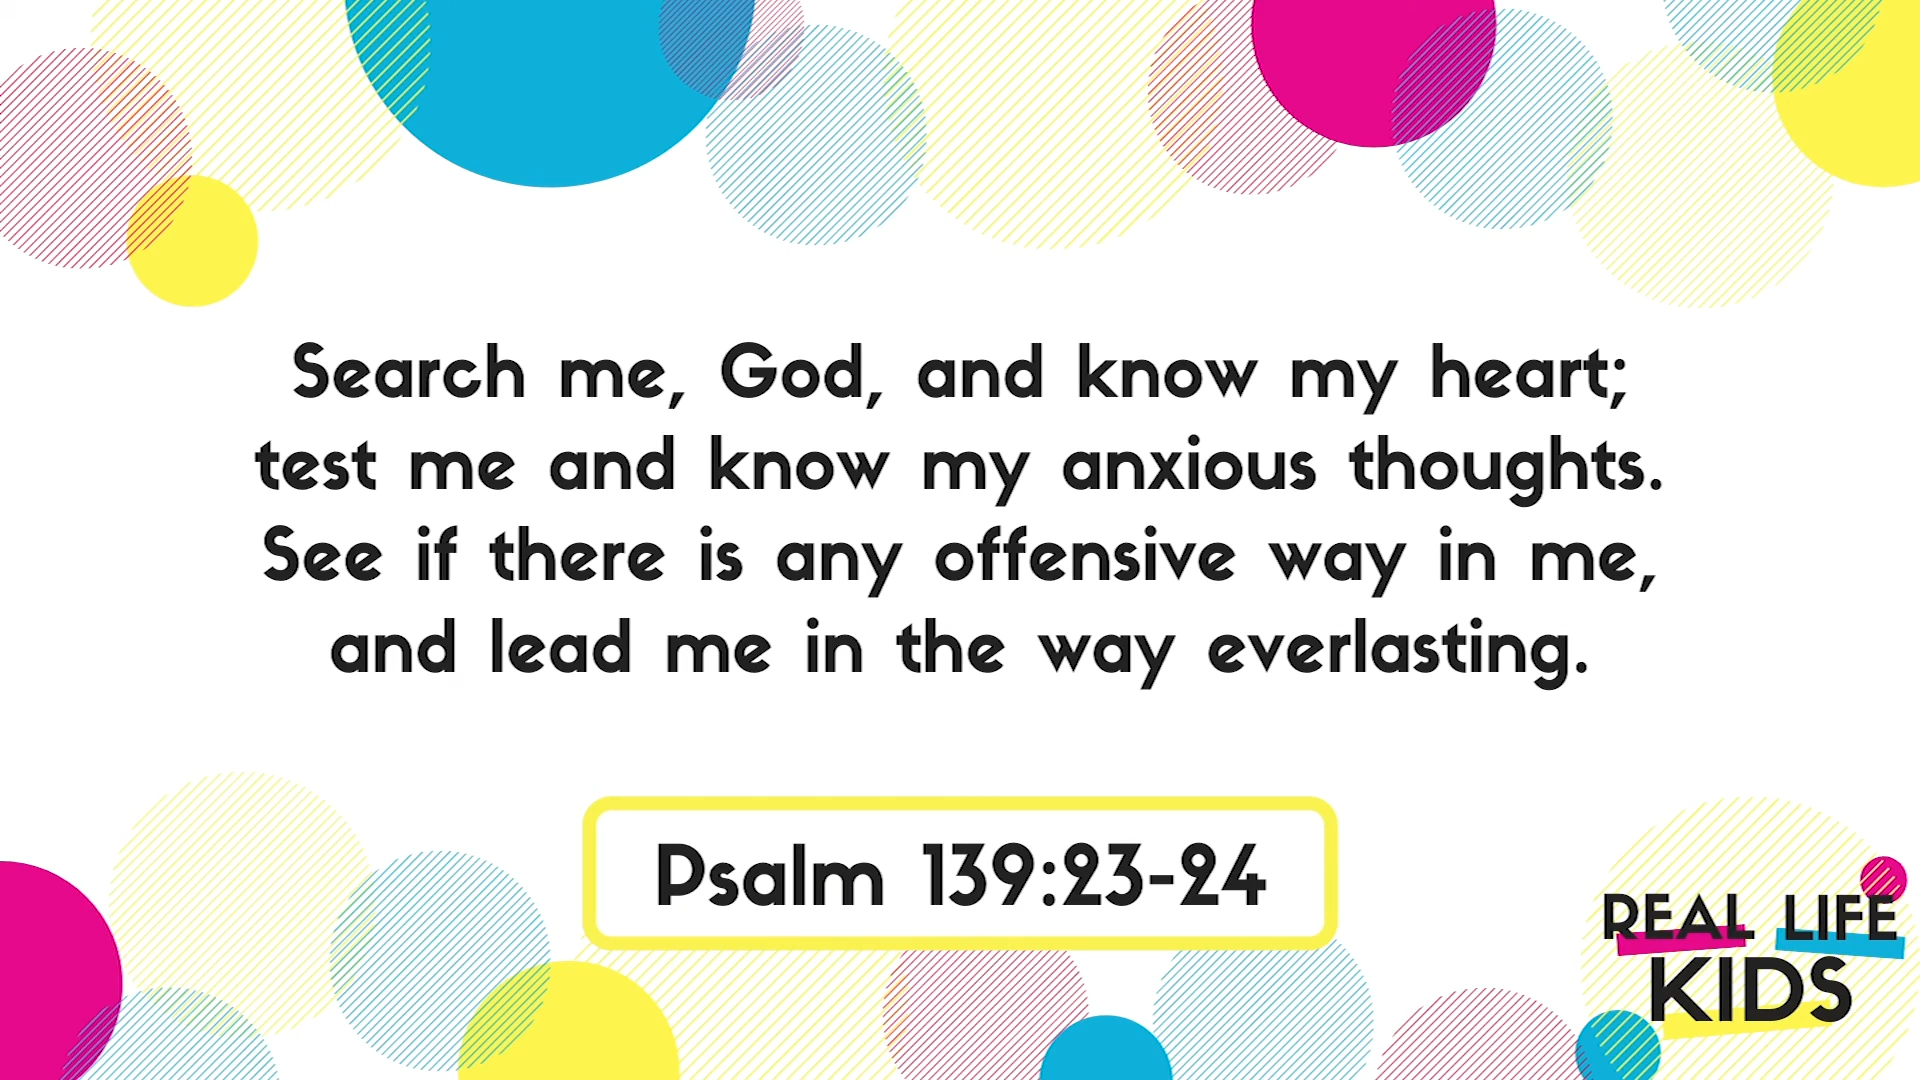 Search me, God, and know my heart;
test me and know my anxious thoughts.
See if there is any offensive way in me,
and lead me in the way everlasting.
Psalm 139:23-24
REAL LIFE
KIDS